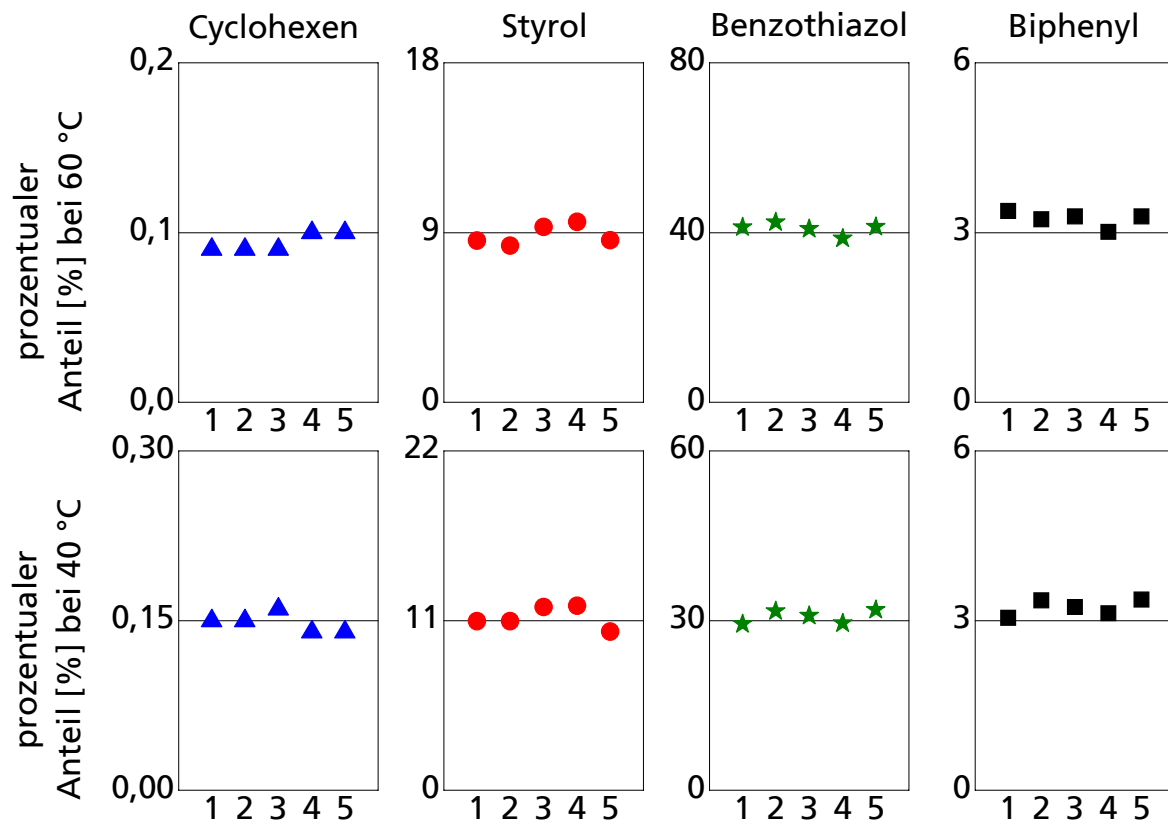 Cyclohexen Styrol Benzothiazol Biphenyl
prozentualer
Anteil [%] bei 60 °C
0,2 18 80 6
0,1 9 40 3
0,0 0 0 0
1 2 3 4 5 1 2 3 4 5 1 2 3 4 5 1 2 3 4 5
prozentualer
Anteil [%] bei 40 °C
0,30 22 60 6
0,15 11 30 3
0,00 0 0 0
1 2 3 4 5 1 2 3 4 5 1 2 3 4 5 1 2 3 4 5